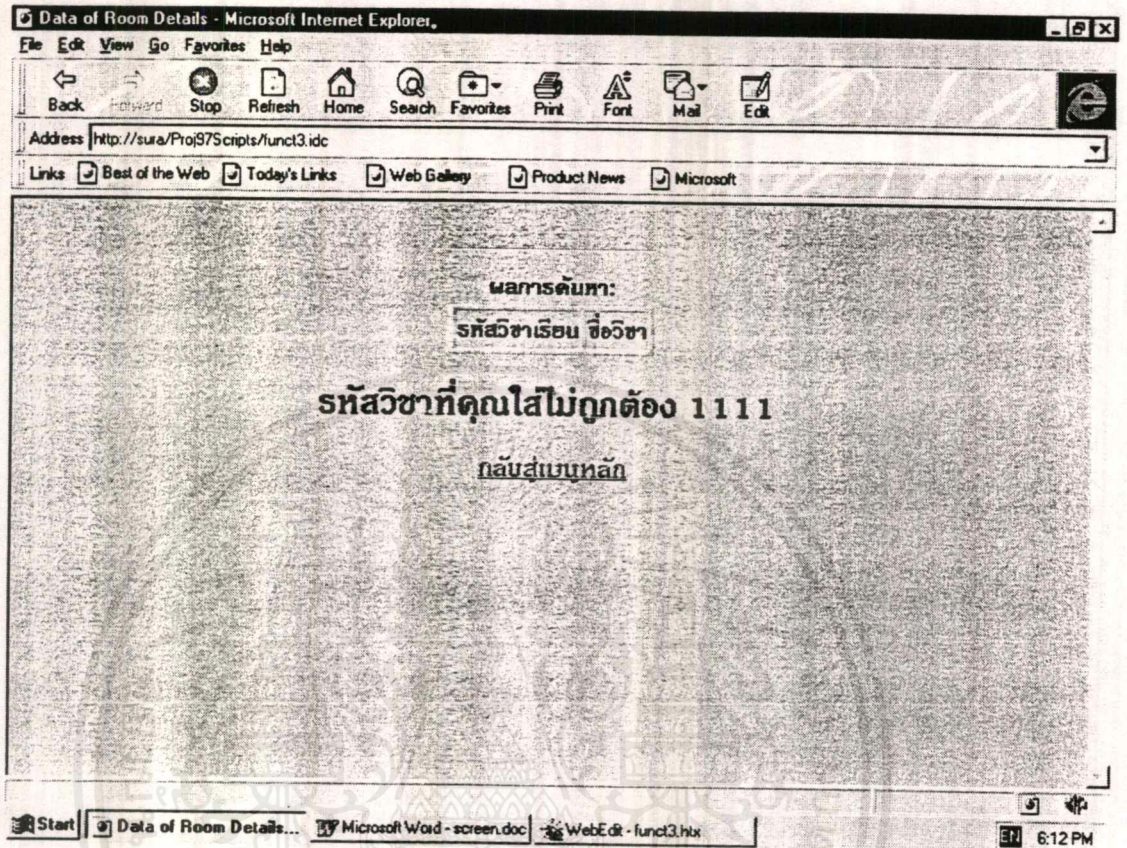 Data of Room Details - Microsoft Internet Explorer
File Edit View Go Favorites Help
Back Forward Stop Refresh Home Search Favorites Print Font Mail Edit
Address http://sura/Proj97Scripts/funct3.idc
Links Best of the Web Today's Links Web Gallery Product News Microsoft
ผลการค้นหา:
รหัสวิชาเรียน ชื่อวิชา
รหัสวิชาที่คุณใส่ไม่ถูกต้อง 1111
กลับสู่เมนูหลัก
Start Data of Room Details... Microsoft Word - screen.doc WebEdit - funct3.htx EN 6:12 PM